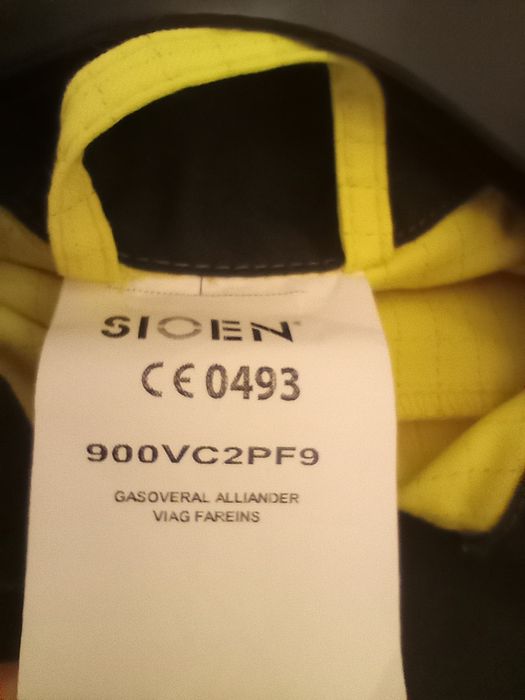 SIOEN
CE 0493
900VC2PF9
GASOVERAL ALLIANDER
VIAG FAREINS